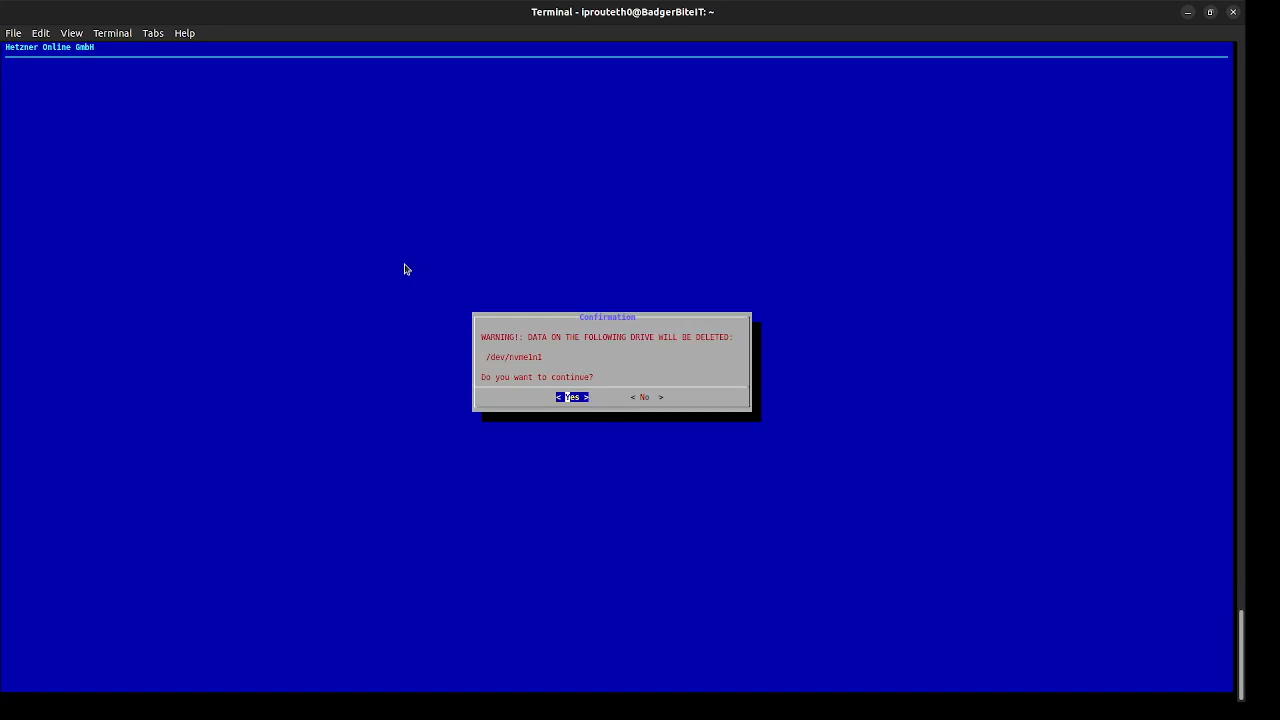 Terminal - iprouteth0@BadgerBiteIT: ~
File Edit View Terminal Tabs Help
Hetzner Online GmbH
Confirmation
WARNING!: DATA ON THE FOLLOWING DRIVE WILL BE DELETED:
/dev/nvme1n1
Do you want to continue?
< Yes > < No >